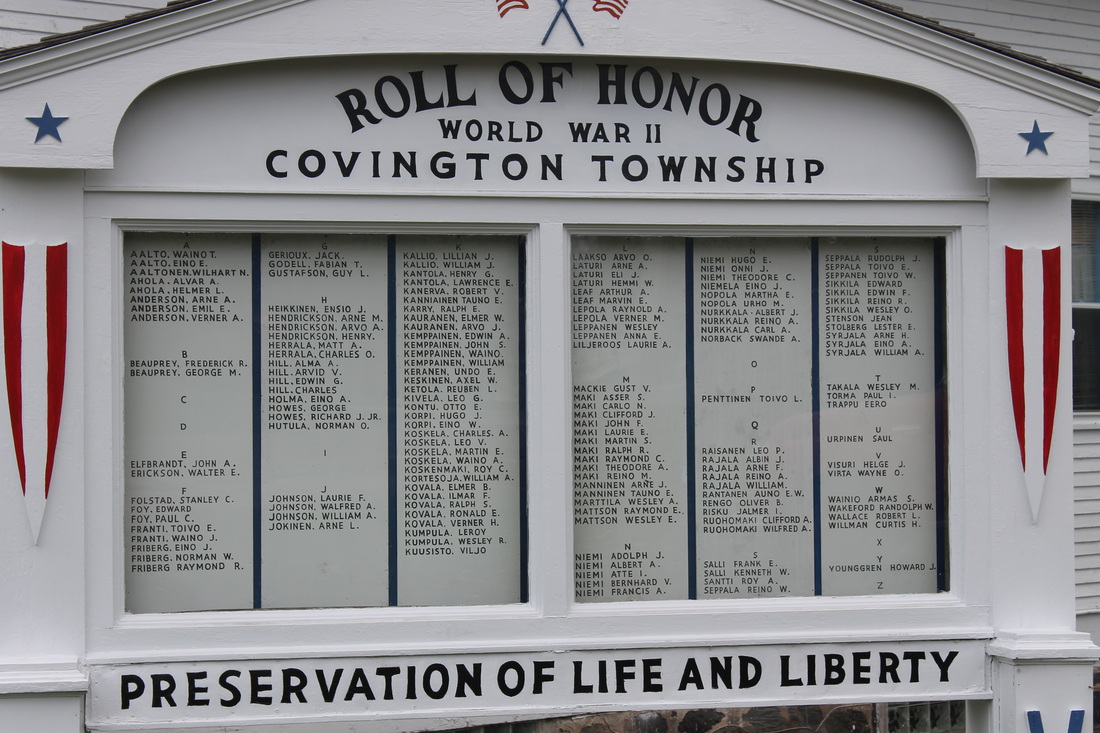 ROLL OF HONOR
WORLD WAR II
COVINGTON TOWNSHIP
A
AALTO, WAINO T.
AALTO, EINO E.
AALTONEN, WILHART N.
AHOLA, ALVAR A.
AHOLA, HELMER L.
ANDERSON, ARNE A.
ANDERSON, EMIL E.
ANDERSON, VERNER A.
B
BEAUPREY, FREDERICK R.
BEAUPREY, GEORGE M.
C
D
E
ELFBRANDT, JOHN A.
ERICKSON, WALTER E.
F
FOLSTAD, STANLEY C.
FOY, EDWARD
FOY, PAUL C.
FRANTI, TOIVO E.
FRANTI, WAINO J.
FRIBERG, EINO J.
FRIBERG, NORMAN W.
FRIBERG RAYMOND R.
G
GERIOUX, JACK.
GODELL, FABIAN T.
GUSTAFSON, GUY L.
H
HEIKKINEN, ENSIO J.
HENDRICKSON, ARNE M.
HENDRICKSON, ARVO A.
HENDRICKSON, HENRY.
HERRALA, MATT A.
HERRALA, CHARLES O.
HILL, ALMA A.
HILL, ARVID V.
HILL, EDWIN G.
HILL, CHARLES
HOLMA, EINO A.
HOWES, GEORGE
HOWES, RICHARD J. JR.
HUTULA, NORMAN O.
I
J
JOHNSON, LAURIE F.
JOHNSON, WALFRED A.
JOHNSON, WILLIAM A.
JOKINEN, ARNE L.
K
KALLIO, LILLIAN J.
KALLIO, WILLIAM J.
KANTOLA, HENRY G.
KANTOLA, LAWRENCE E.
KANERVA, ROBERT V.
KANNIAINEN TAUNO E.
KARRY, RALPH E.
KAURANEN, ELMER W.
KAURANEN, ARVO J.
KEMPPAINEN, EDWIN A.
KEMPPAINEN, JOHN S.
KEMPPAINEN, WAINO.
KEMPPAINEN, WILLIAM
KERANEN, UNDO E.
KESKINEN, AXEL W.
KETOLA, REUBEN L.
KIVELA, LEO G.
KONTU, OTTO E.
KORPI, HUGO J.
KORPI, EINO W.
KOSKELA, CHARLES A.
KOSKELA, LEO V.
KOSKELA, MARTIN E.
KOSKELA, WAINO A.
KOSKENMAKI, ROY C.
KORTESOJA, WILLIAM A.
KOVALA, ELMER B.
KOVALA, ILMAR F.
KOVALA, RALPH S.
KOVALA, RONALD E.
KOVALA, VERNER H.
KUMPULA, LEROY
KUMPULA, WESLEY R.
KUUSISTO, VILJO
L
LAAKSO ARVO O.
LATURI ARNE A.
LATURI ELI J.
LATURI HEMMI W.
LEAF ARTHUR A.
LEAF MARVIN E.
LEPOLA RAYNOLD A.
LEPOLA VERNER M.
LEPPANEN WESLEY
LEPPANEN ANNA E.
LILJEROOS LAURIE A.
M
MACKIE GUST V.
MAKI ASSER S.
MAKI CARLO N.
MAKI CLIFFORD J.
MAKI JOHN F.
MAKI LAURIE E.
MAKI MARTIN S.
MAKI RALPH R.
MAKI RAYMOND C.
MAKI THEODORE A.
MAKI REINO M.
MANNINEN ARNE J.
MANNINEN TAUNO E.
MARTTILA WESLEY A.
MATTSON RAYMOND E.
MATTSON WESLEY E.
N
NIEMI ADOLPH J.
NIEMI ALBERT A.
NIEMI ATTE I.
NIEMI BERNHARD V.
NIEMI FRANCIS A.
N
NIEMI HUGO E.
NIEMI ONNI J.
NIEMI THEODORE C.
NIEMELA EINO J.
NOPOLA MARTHA E.
NOPOLA URHO M.
NURKKALA ALBERT J.
NURKKALA REINO A.
NURKKALA CARL A.
NORBACK SWANDE A.
O
P
PENTTINEN TOIVO L.
Q
R
RAISANEN LEO P.
RAJALA ALBIN J.
RAJALA ARNE F.
RAJALA REINO A.
RAJALA WILLIAM.
RANTANEN AUNO E.W.
RENGO OLIVER B.
RISKU JALMER I.
RUOHOMAKI CLIFFORD A.
RUOHOMAKI WILFRED A.
S
SALLI FRANK E.
SALLI KENNETH W.
SANTTI ROY A.
SEPPALA REINO W.
S
SEPPALA RUDOLPH J.
SEPPALA TOIVO E.
SEPPANEN TOIVO W.
SIKKILA EDWARD
SIKKILA EDWIN F.
SIKKILA REINO R.
SIKKILA WESLEY O.
STENSON JEAN
STOLBERG LESTER E.
SYRJALA ARNE H.
SYRJALA EINO A.
SYRJALA WILLIAM A.
T
TAKALA WESLEY M.
TORMA PAUL I.
TRAPPU EERO
U
URPINEN SAUL
V
VISURI HELGE J.
VIRTA WAYNE O.
W
WAINIO ARMAS S.
WAKEFORD RANDOLPH W.
WALLACE ROBERT L.
WILLMAN CURTIS H.
X
Y
YOUNGGREN HOWARD J.
Z
PRESERVATION OF LIFE AND LIBERTY